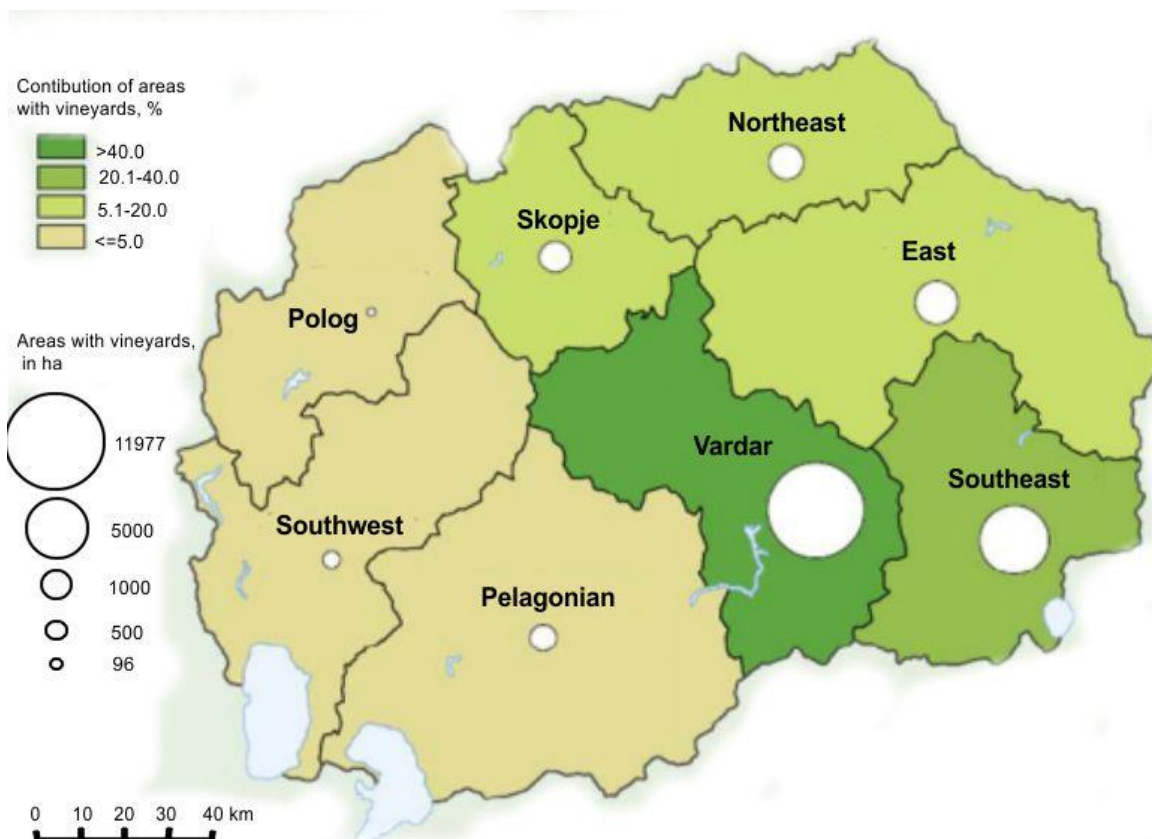 Contibution of areas
with vineyards, %
>40.0
20.1-40.0
5.1-20.0
<=5.0
Areas with vineyards,
in ha
11977
5000
1000
500
96
0 10 20 30 40 km
Northeast
Skopje
East
Polog
Vardar
Southeast
Southwest
Pelagonian